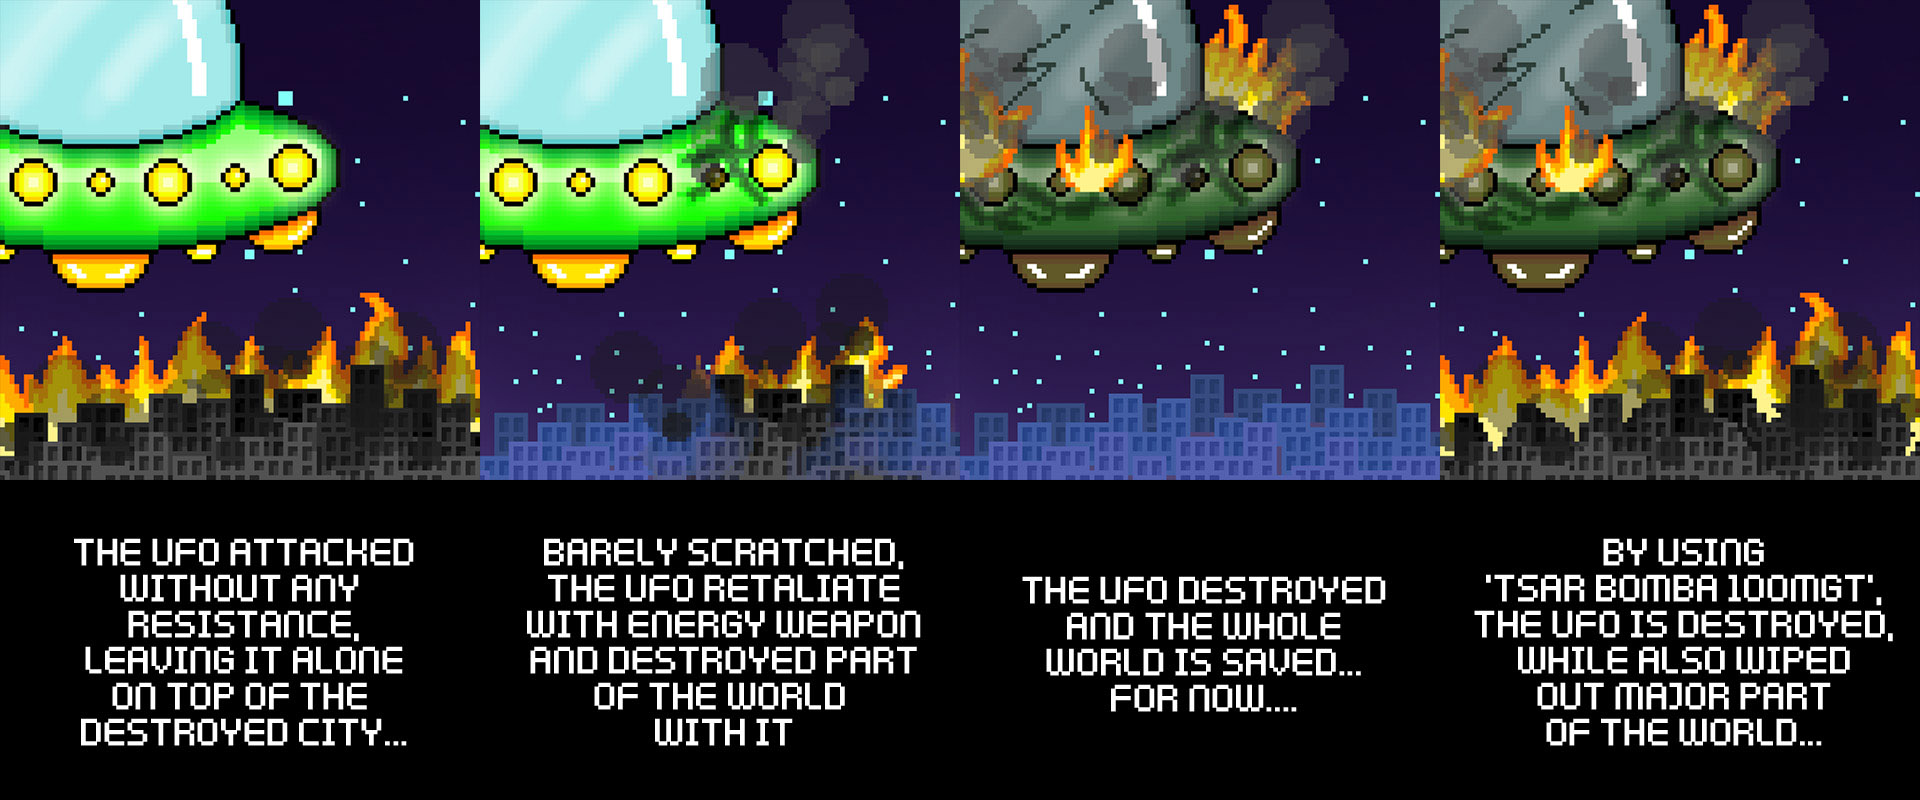 THE UFO ATTACKED
WITHOUT ANY
RESISTANCE,
LEAVING IT ALONE
ON TOP OF THE
DESTROYED CITY...
BARELY SCRATCHED,
THE UFO RETALIATE
WITH ENERGY WEAPON
AND DESTROYED PART
OF THE WORLD
WITH IT
THE UFO DESTROYED
AND THE WHOLE
WORLD IS SAVED...
FOR NOW....
BY USING
'TSAR BOMBA 100MGT',
THE UFO IS DESTROYED,
WHILE ALSO WIPED
OUT MAJOR PART
OF THE WORLD...